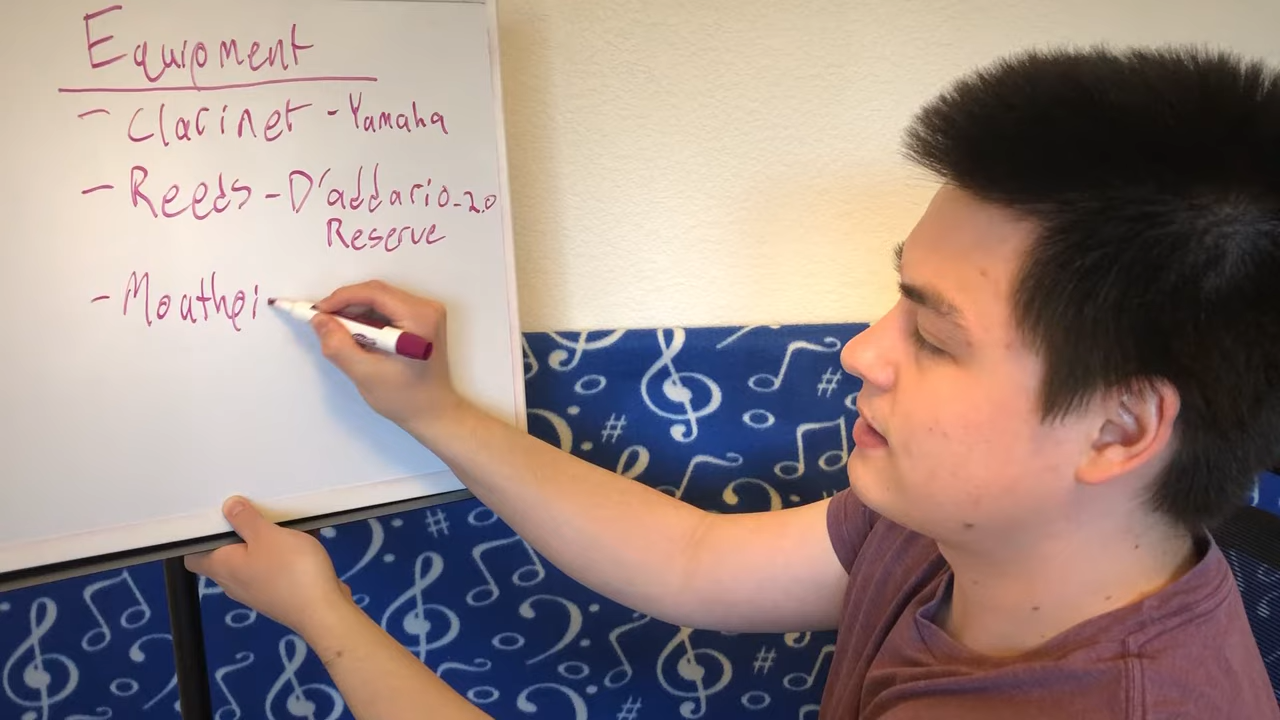 Equipment
- Clarinet - Yamaha
- Reeds - D'addario - 2.0
Reserve
- Mouthpi